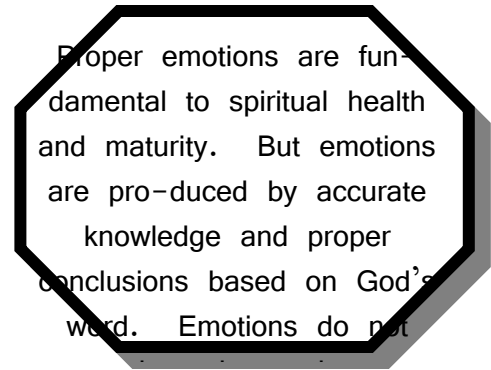 Proper emotions are fun-
damental to spiritual health
and maturity. But emotions
are pro-duced by accurate
knowledge and proper
conclusions based on God's
word. Emotions do not